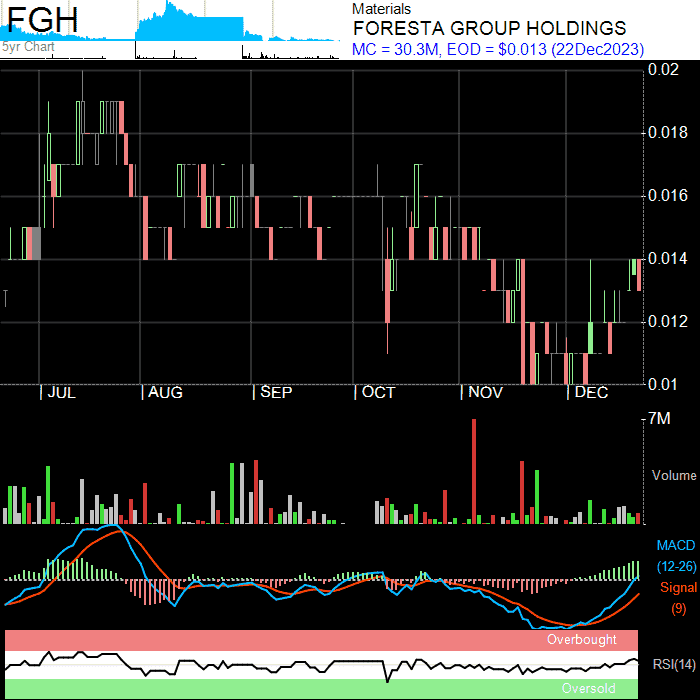 FGH
5yr Chart
Materials
FORESTA GROUP HOLDINGS
MC = 30.3M, EOD = $0.013 (22Dec2023)
0.02
0.018
0.016
0.014
0.012
0.01
JUL AUG SEP OCT NOV DEC
7M
Volume
MACD
(12-26)
Signal
(9)
Overbought
RSI(14)
Oversold